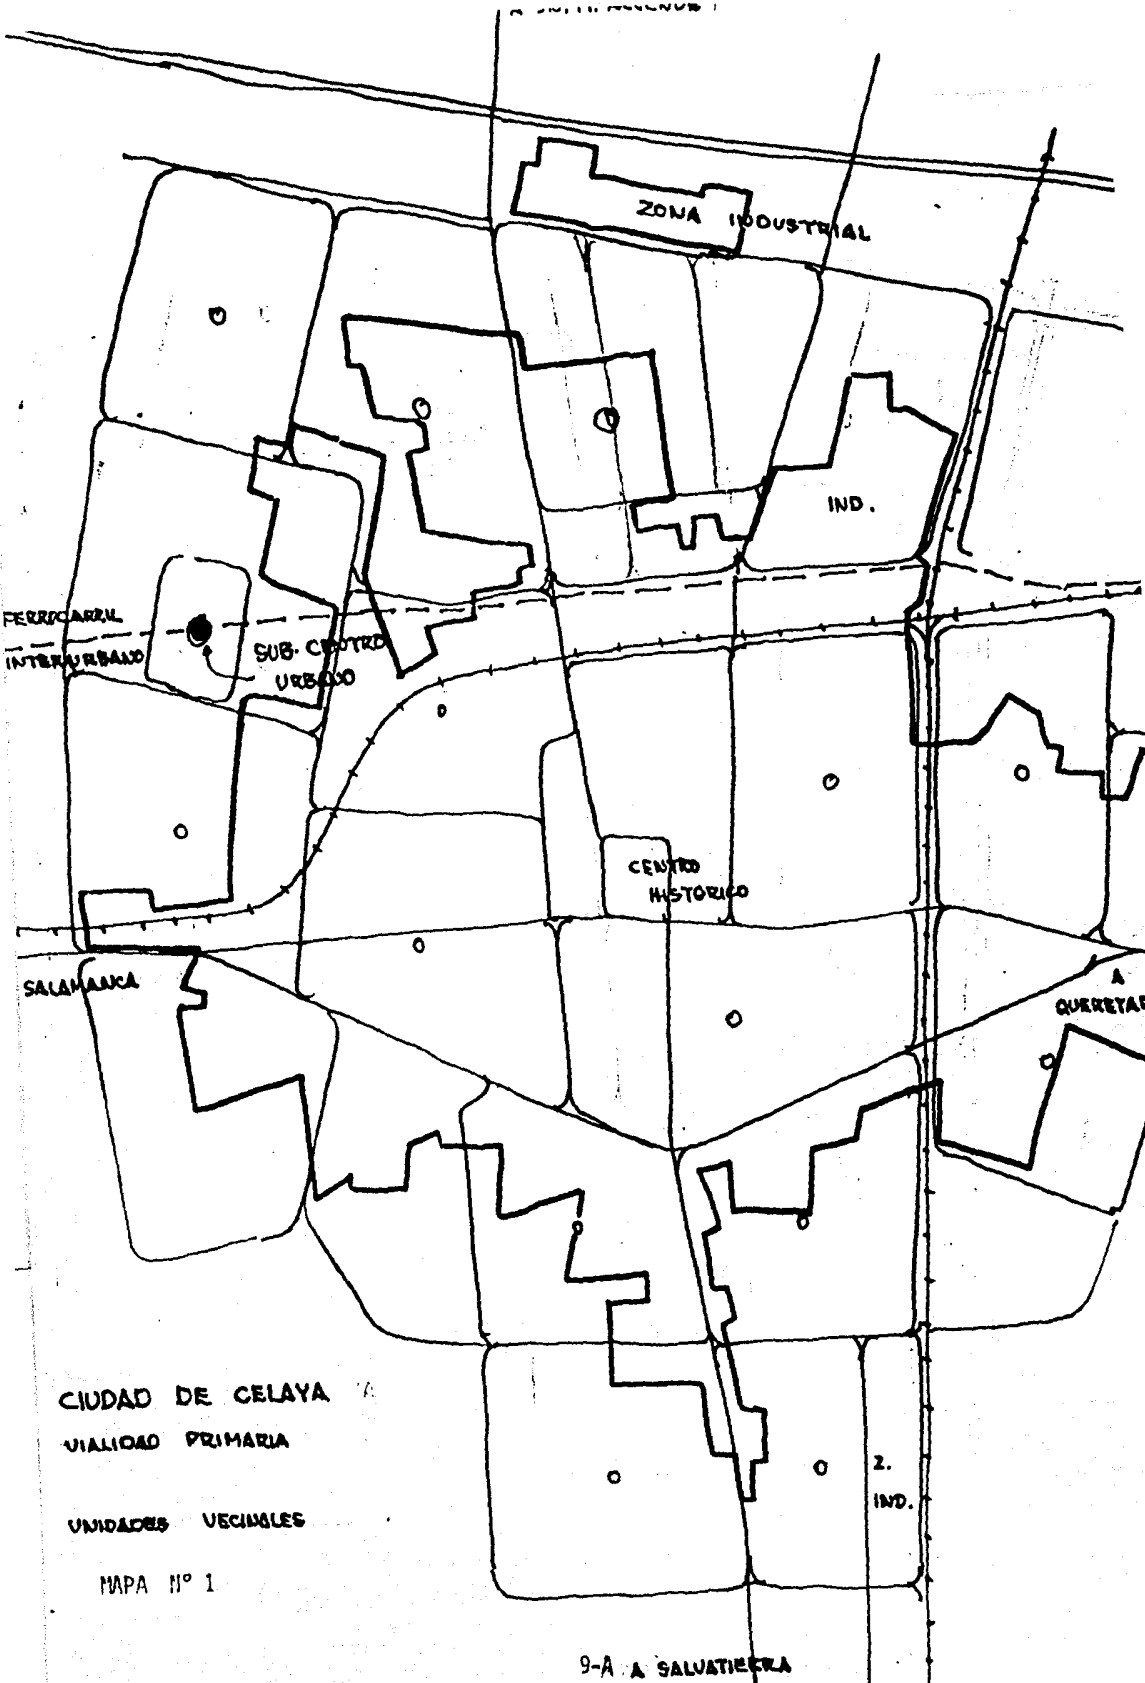 ZONA INDUSTRIAL
IND.
FERROCARRIL
INTERURBANO
SUB. CENTRO
URBANO
CENTRO
HISTORICO
SALAMANCA
A
QUERETAR
CIUDAD DE CELAYA
VIALIDAD PRIMARIA
Z.
IND.
UNIDADES VECINALES
MAPA Nº 1
9-A A SALVATIERRA